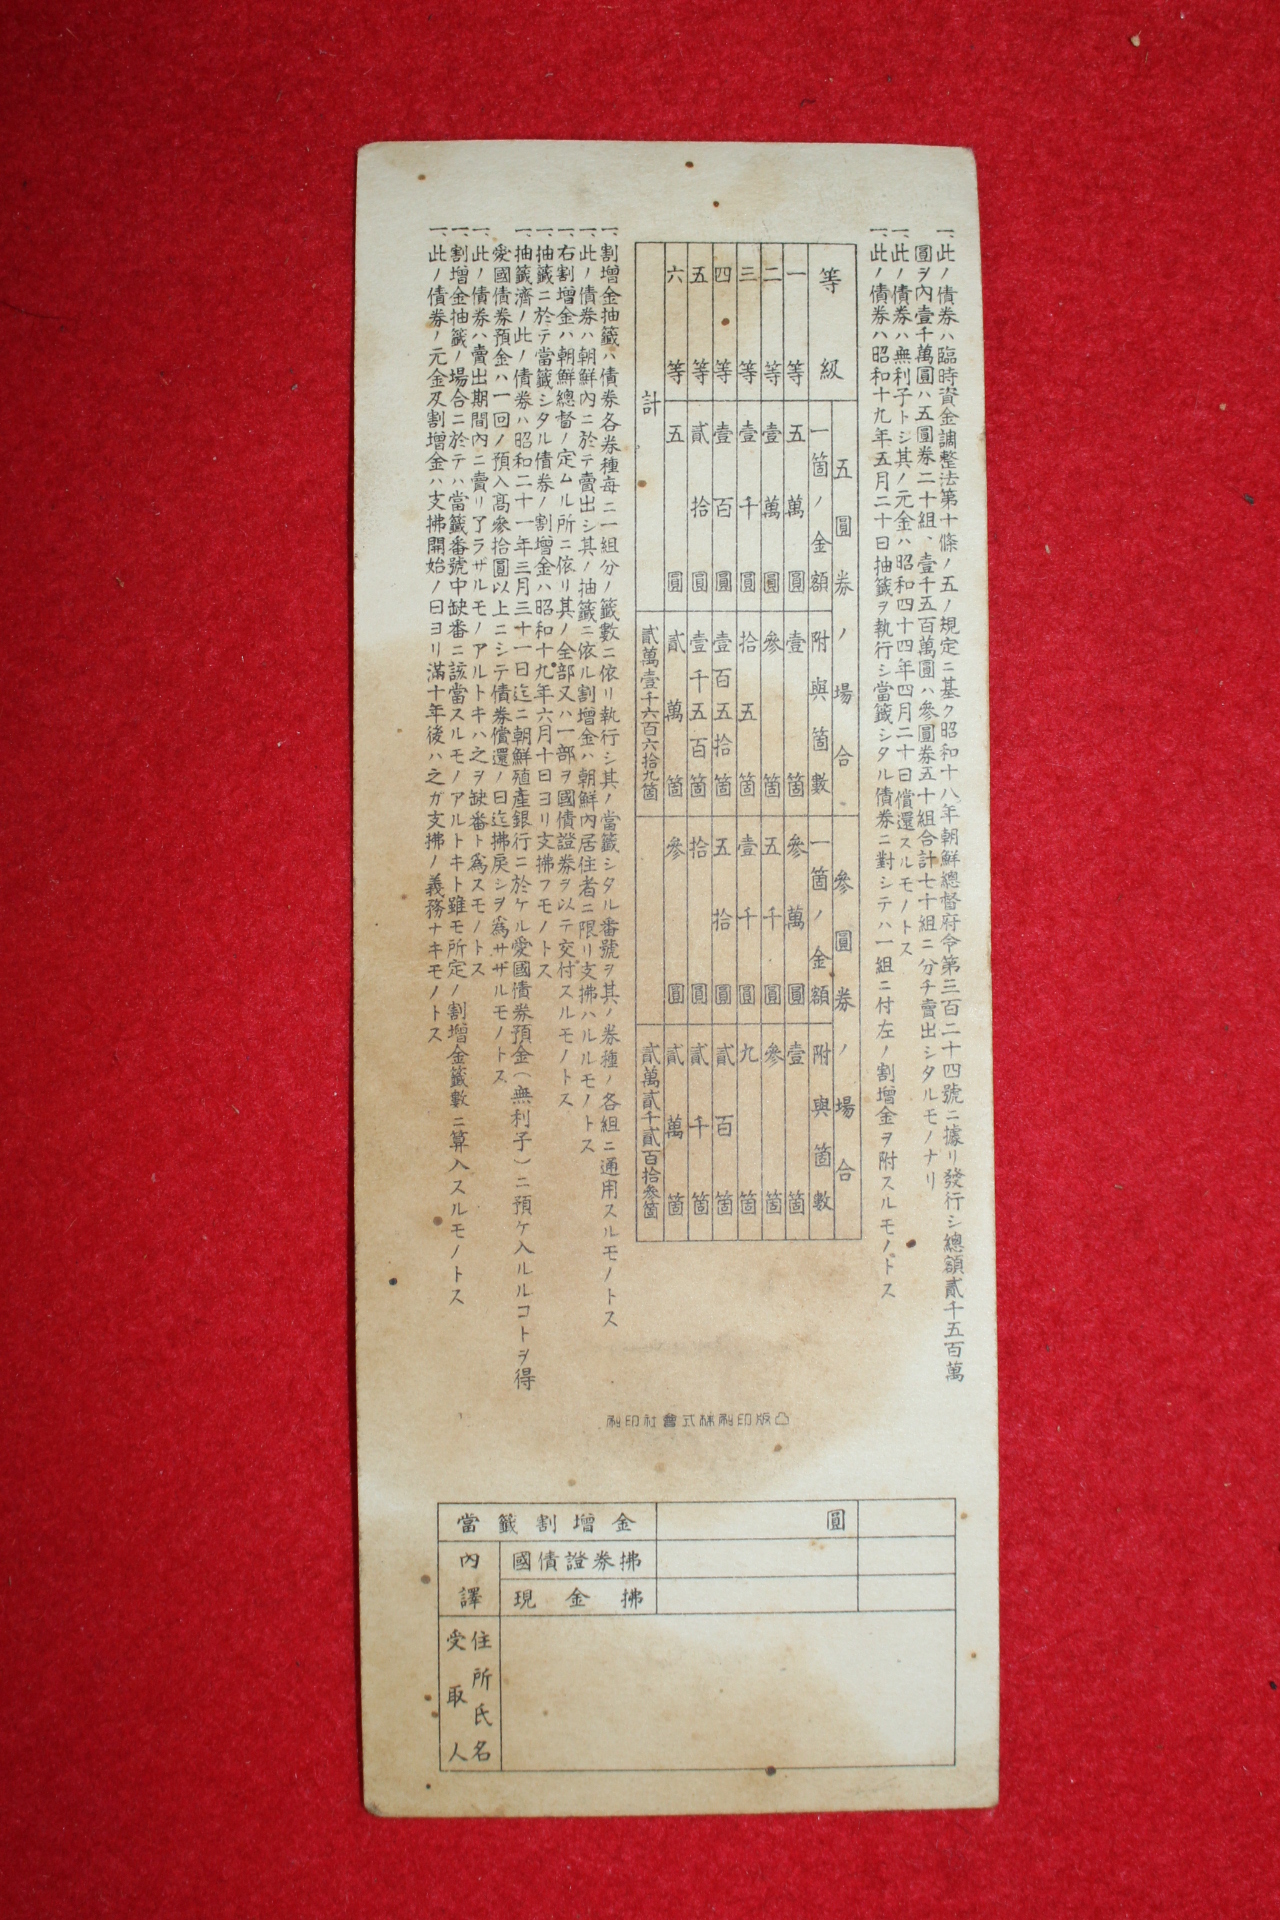 一、此ノ債券ハ臨時資金調整法第十條ノ五ノ規定ニ基ク昭和十八年朝鮮總督府令第三百二十四號ニ據リ發行シ總額貳千五百萬
圓ヲ內壹千萬圓ハ五圓券二十組、壹千五百萬圓ハ參圓券五十組合計七十組ニ分チ賣出シタルモノナリ
一、此ノ債券ハ無利子トシ其ノ元金ハ昭和四十四年四月二十日償還スルモノトス
一、此ノ債券ハ昭和十九年五月二十日抽籤ヲ執行シ當籤シタル債券ニ對シテハ一組ニ付左ノ割增金ヲ附スルモノトス
等級 五圓券ノ場合 參圓券ノ場合
一箇ノ金額 附與箇數 一箇ノ金額 附與箇數
一等 五萬圓 壹箇 參萬圓 壹箇
二等 壹萬圓 參箇 五千圓 參箇
三等 壹千圓 拾五箇 壹千圓 九箇
四等 壹百圓 壹百五拾箇 五拾圓 貳百箇
五等 貳拾圓 壹千五百箇 拾圓 貳千箇
六等 五圓 貳萬箇 參圓 貳萬箇
計 貳萬壹千六百六拾九箇 貳萬貳千貳百拾參箇
一、割增金抽籤ハ債券各券種每ニ一組分ノ籤數ニ依リ執行シ其ノ當籤シタル番號ヲ其ノ券種ノ各組ニ通用スルモノトス
一、此ノ債券ハ朝鮮內ニ於テ賣出シ其ノ抽籤ニ依ル割增金ハ朝鮮內居住者ニ限リ支拂ハルルモノトス
一、右割增金ハ朝鮮總督ノ定ムル所ニ依リ其ノ全部又ハ一部ヲ國債證券ヲ以テ交付スルモノトス
一、抽籤ニ於テ當籤シタル債券ノ割增金ハ昭和十九年六月十日ヨリ支拂フモノトス
一、抽籤濟ノ此ノ債券ハ昭和二十一年三月三十一日迄ニ朝鮮殖產銀行ニ於ケル愛國債券預金(無利子)ニ預ケ入ルルコトヲ得
愛國債券預金ハ一回ノ預入高參拾圓以上ニシテ債券償還ノ日迄拂戾シヲ爲サザルモノトス
一、此ノ債券ハ賣出期間內ニ賣リ了ラザルモノアルトキハ之ヲ缺番ト爲スモノトス
一、割增金抽籤ノ場合ニ於テハ當籤番號中缺番ニ該當スルモノアルトキト雖モ所定ノ割增金籤數ニ算入スルモノトス
一、此ノ債券ノ元金及割增金ハ支拂開始ノ日ヨリ滿十年後ハ之ガ支拂ノ義務ナキモノトス
凸版印刷株式會社印刷
當籤割增金 圓
內譯 國債證券拂
現金拂
受取人 住所氏名